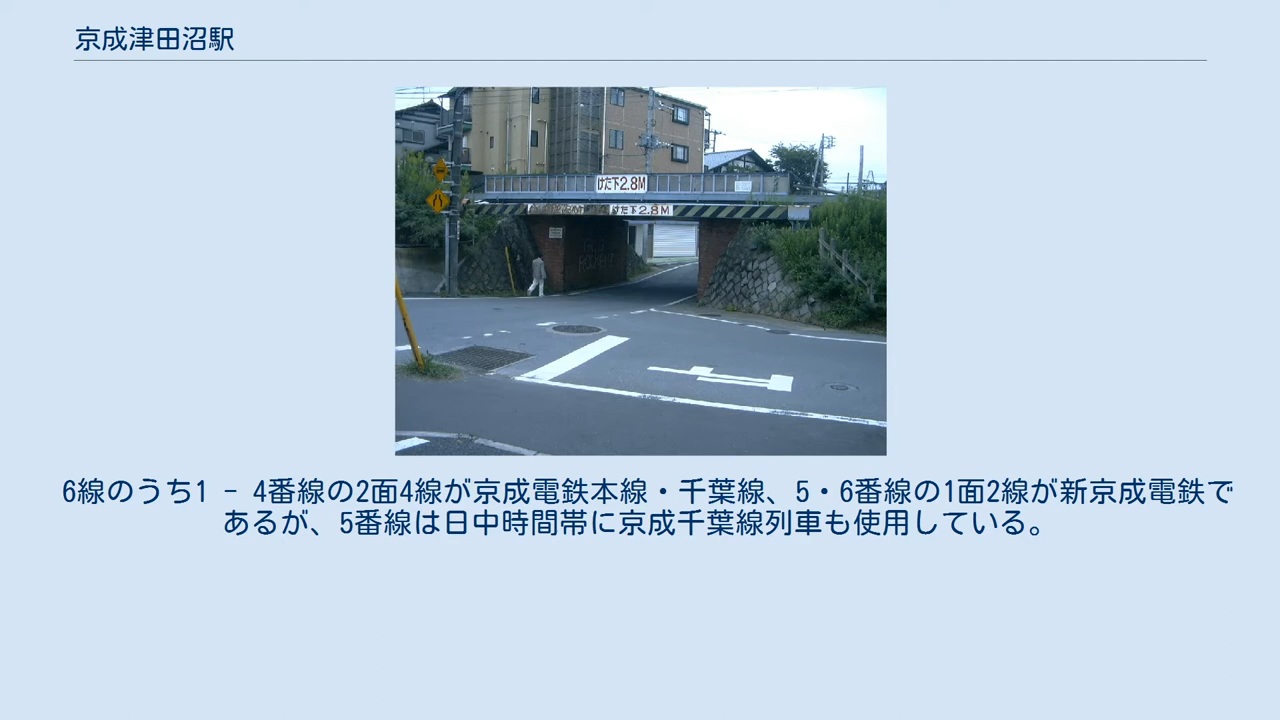 京成津田沼駅
けた下2.8M
けた下2.8M
6線のうち1 - 4番線の2面4線が京成電鉄本線・千葉線、5・6番線の1面2線が新京成電鉄で
あるが、5番線は日中時間帯に京成千葉線列車も使用している。